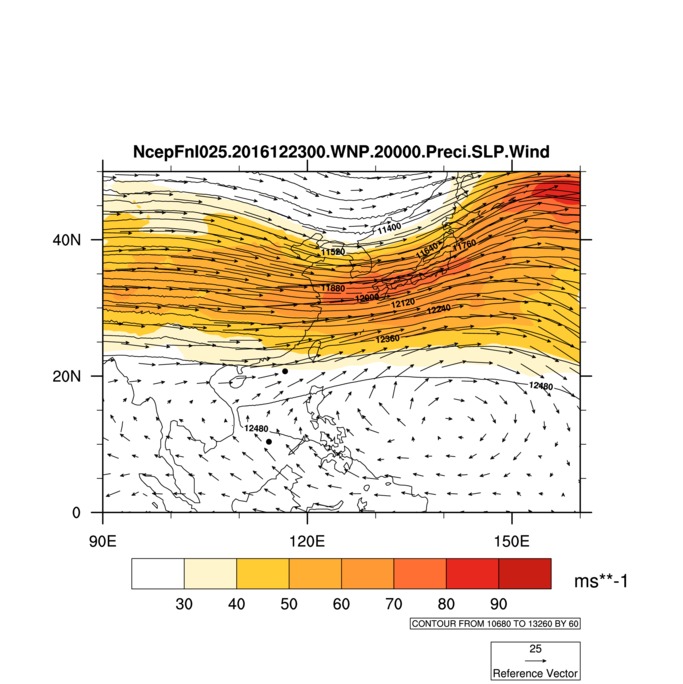 NcepFnl025.2016122300.WNP.20000.Preci.SLP.Wind
11400
40N
11520
11640
11760
11880
12000
12120
12240
12360
20N
12480
12480
0
90E 120E 150E
30 40 50 60 70 80 90
ms**-1
CONTOUR FROM 10680 TO 13260 BY 60
25
Reference Vector